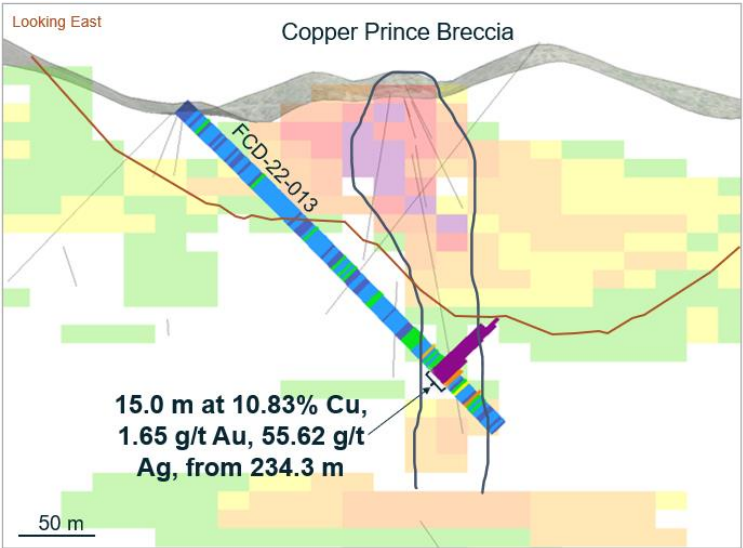 Looking East
Copper Prince Breccia
FCD-22-013
15.0 m at 10.83% Cu,
1.65 g/t Au, 55.62 g/t
Ag, from 234.3 m
50 m